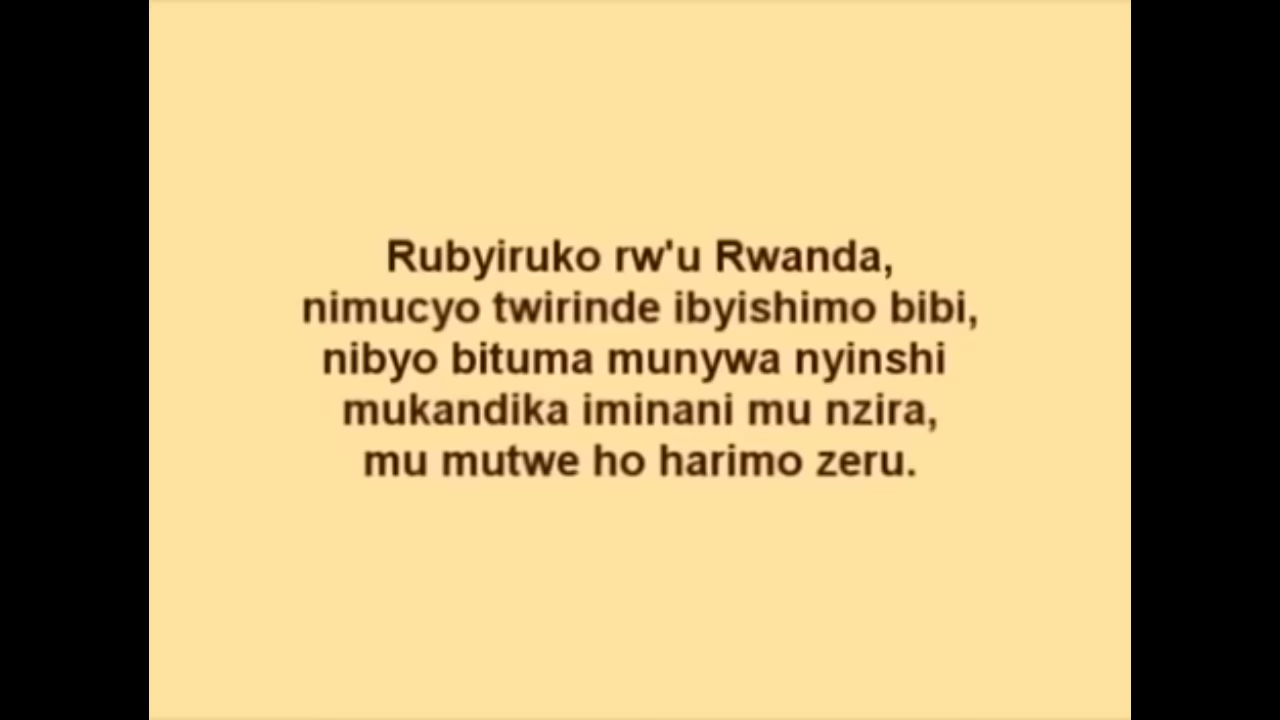 Rubyiruko rw'u Rwanda,
nimucyo twirinde ibyishimo bibi,
nibyo bituma munywa nyinshi
mukandika iminani mu nzira,
mu mutwe ho harimo zeru.